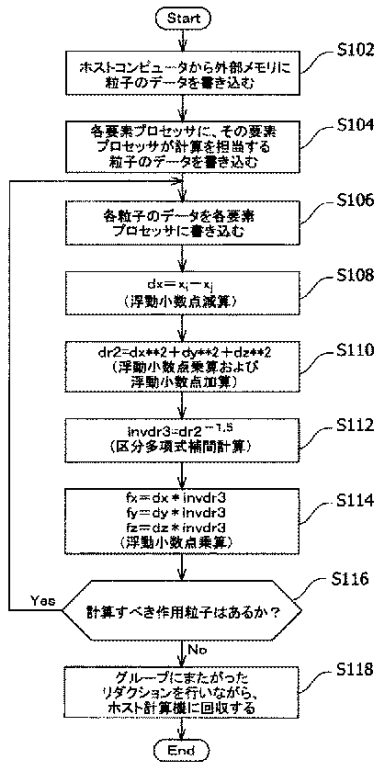 Start
S102
ホストコンピュータから外部メモリに
粒子のデータを書き込む
S104
各要素プロセッサに、その要素
プロセッサが計算を担当する
粒子のデータを書き込む
S106
各粒子のデータを各要素
プロセッサに書き込む
S108
dx=xi−xj
(浮動小数点減算)
S110
dr2=dx**2+dy**2+dz**2
(浮動小数点乗算および
浮動小数点加算)
S112
invdr3=dr2−1.5
(区分多項式補間計算)
S114
fx=dx*invdr3
fy=dy*invdr3
fz=dz*invdr3
(浮動小数点乗算)
S116
Yes
計算すべき作用粒子はあるか?
No
S118
グループにまたがった
リダクションを行いながら、
ホスト計算機に回収する
End